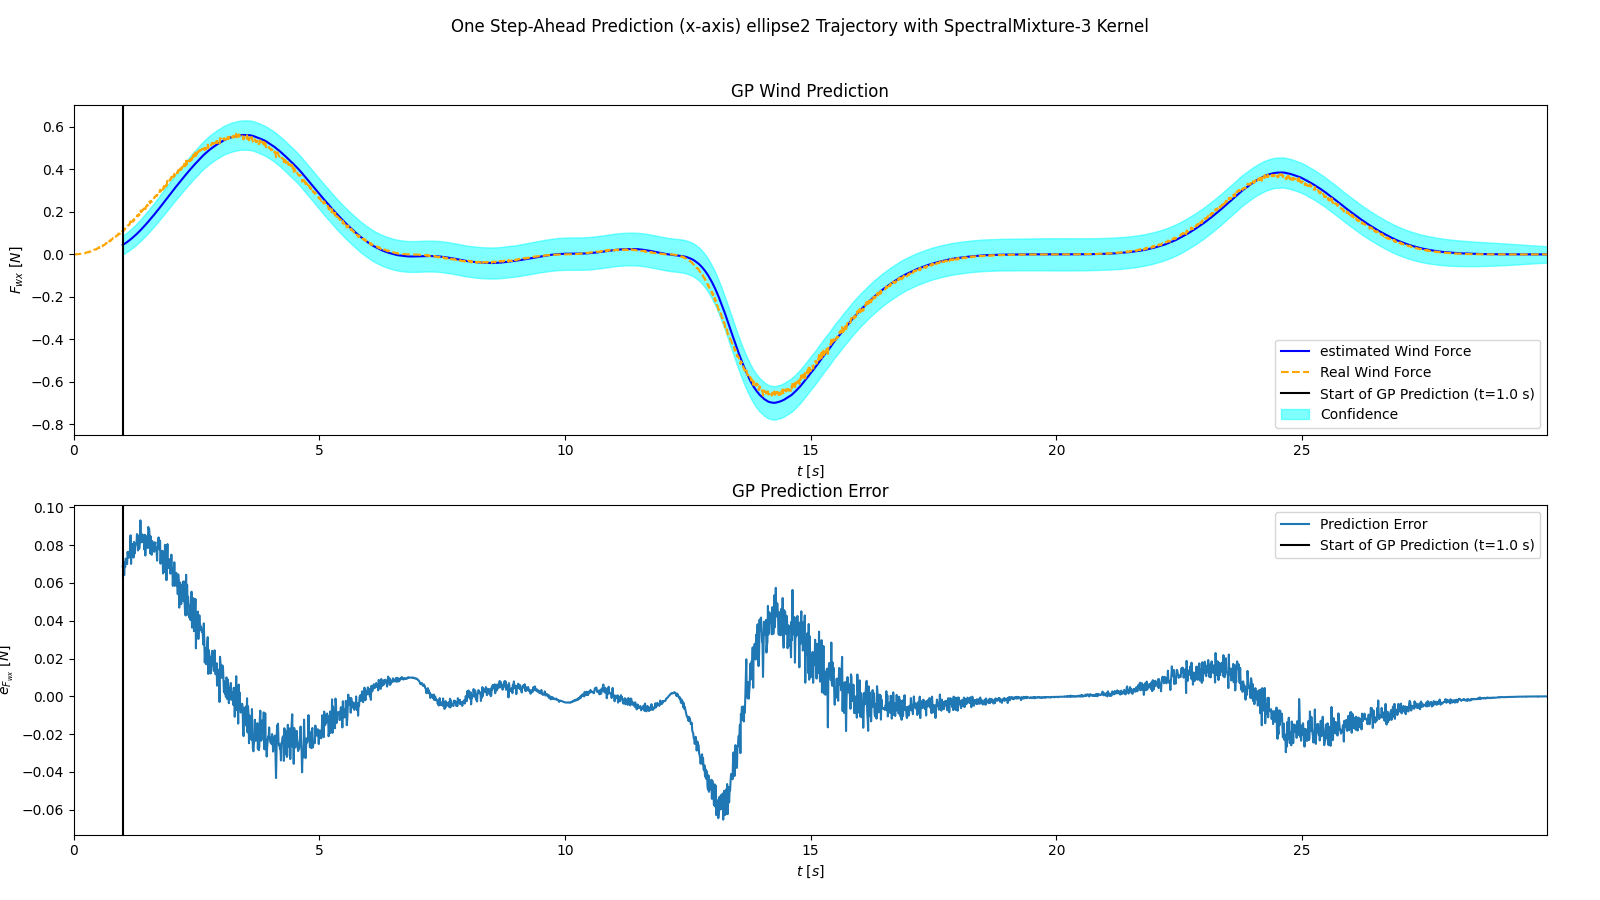 One Step-Ahead Prediction (x-axis) ellipse2 Trajectory with SpectralMixture-3 Kernel
GP Wind Prediction
F_wx [N]
0.6
0.4
0.2
0.0
−0.2
−0.4
−0.6
−0.8
estimated Wind Force
Real Wind Force
Start of GP Prediction (t=1.0 s)
Confidence
0 5 10 15 20 25
t [s]
GP Prediction Error
e_F_wx [N]
0.10
0.08
0.06
0.04
0.02
0.00
−0.02
−0.04
−0.06
Prediction Error
Start of GP Prediction (t=1.0 s)
0 5 10 15 20 25
t [s]